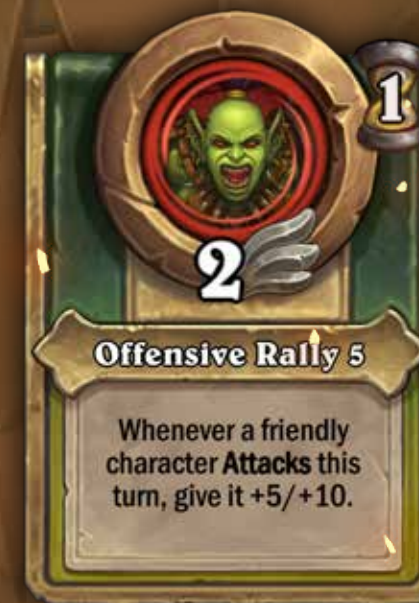 1
2
Offensive Rally 5
Whenever a friendly
character Attacks this
turn, give it +5/+10.